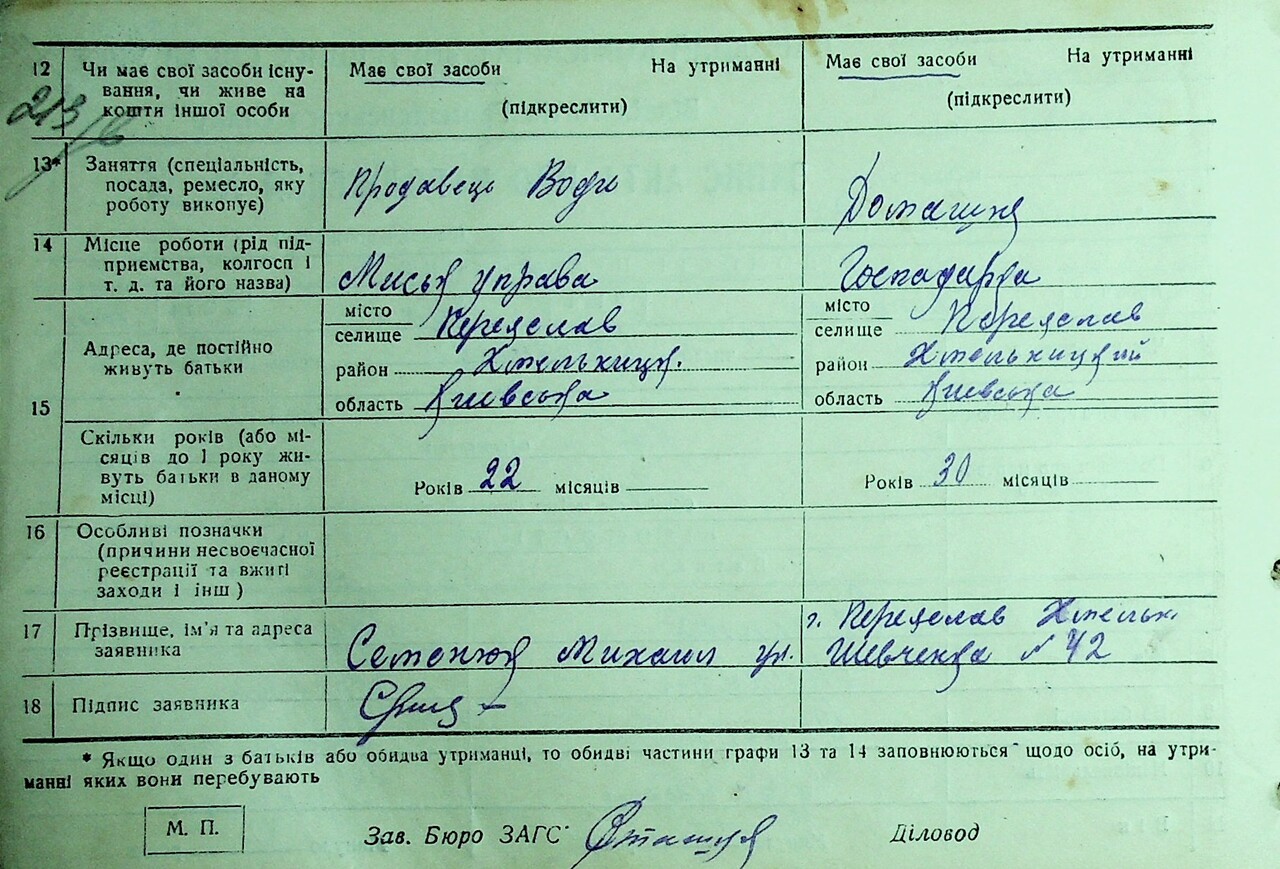 12 Чи має свої засоби існу-
вання, чи живе на
кошти іншої особи
Має свої засоби На утриманні
(підкреслити)
Має свої засоби На утриманні
(підкреслити)
13* Заняття (спеціальність,
посада, ремесло, яку
роботу виконує)
Продавець Води
Домашня
14 Місце роботи (рід під-
приємства, колгосп і
т. д. та його назва)
Миська управа
Господарка
15 Адреса, де постійно
живуть батьки
місто
селище Переяслав
район Хмельницк.
область Киевська
місто
селище Переяслав
район Хмельницкий
область Киевська
Скільки років (або мі-
сяців до 1 року жи-
вуть батьки в даному
місці)
Років 22 місяців
Років 30 місяців
16 Особливі позначки
(причини несвоєчасної
реєстрації та вжиті
заходи і інш)
17 Прізвище, ім'я та адреса
заявника
Семенюк Михаил ул.
г. Переяслав Хмельн.
Шевченка № 42
18 Підпис заявника
* Якщо один з батьків або обидва утриманці, то обидві частини графи 13 та 14 заповнюються щодо осіб, на утри-
манні яких вони перебувають
М. П.
Зав. Бюро ЗАГС
Діловод